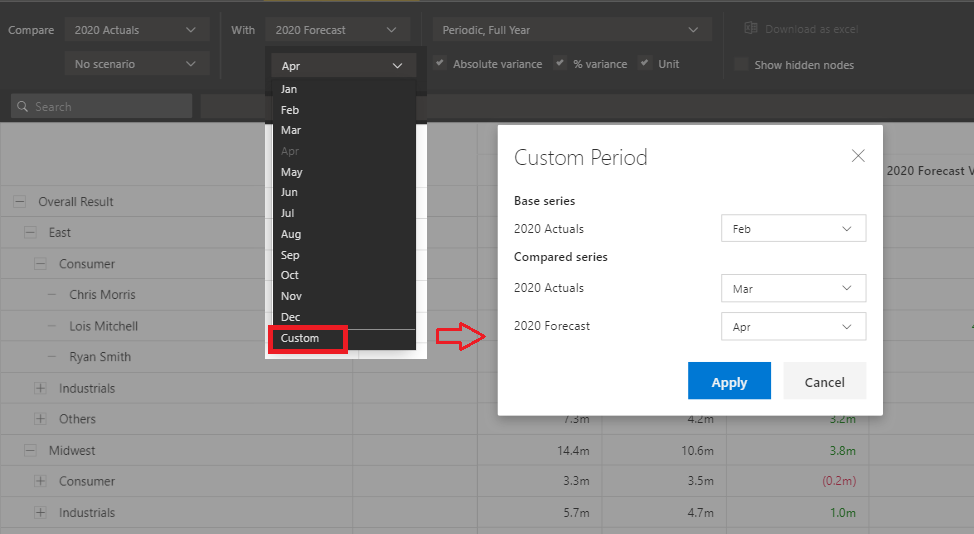 Compare 2020 Actuals With 2020 Forecast Periodic, Full Year Download as excel
No scenario Apr Absolute variance % variance Unit Show hidden nodes
Search
Jan
Feb
Mar
Apr
May
Jun
Jul
Aug
Sep
Oct
Nov
Dec
Custom
Custom Period
Base series
2020 Actuals Feb
Compared series
2020 Actuals Mar
2020 Forecast Apr
Apply Cancel
2020 Forecast V
Overall Result
East
Consumer
Chris Morris
Lois Mitchell
Ryan Smith
Industrials
Others 7.3m 4.2m 3.2m
Midwest 14.4m 10.6m 3.8m
Consumer 3.3m 3.5m (0.2m)
Industrials 5.7m 4.7m 1.0m